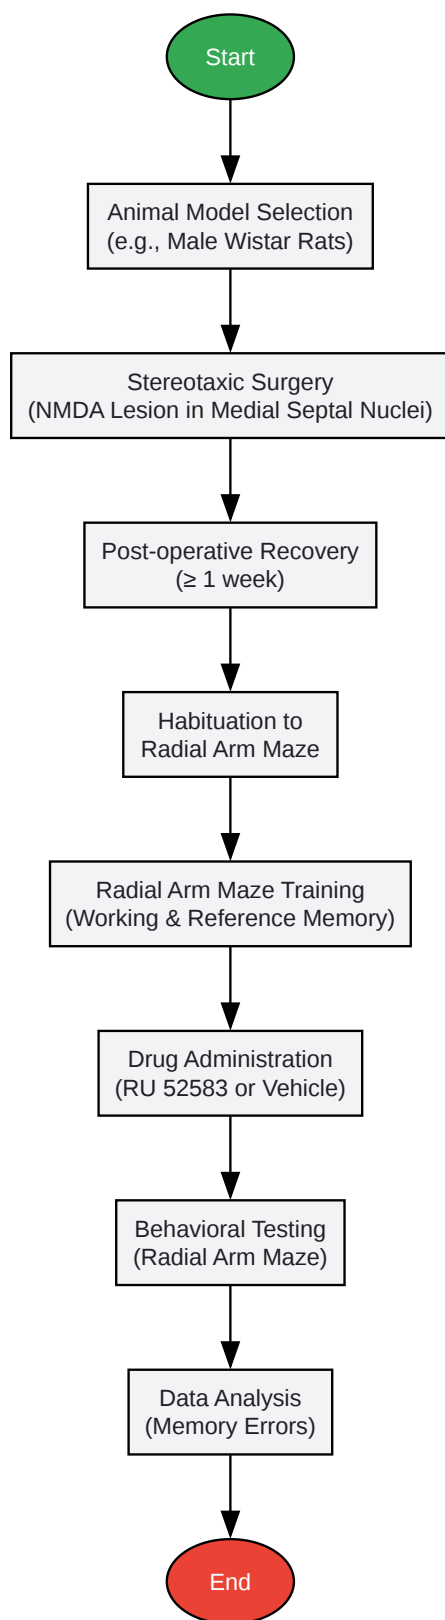 Start
Animal Model Selection
(e.g., Male Wistar Rats)
Stereotaxic Surgery
(NMDA Lesion in Medial Septal Nuclei)
Post-operative Recovery
(≥ 1 week)
Habituation to
Radial Arm Maze
Radial Arm Maze Training
(Working & Reference Memory)
Drug Administration
(RU 52583 or Vehicle)
Behavioral Testing
(Radial Arm Maze)
Data Analysis
(Memory Errors)
End